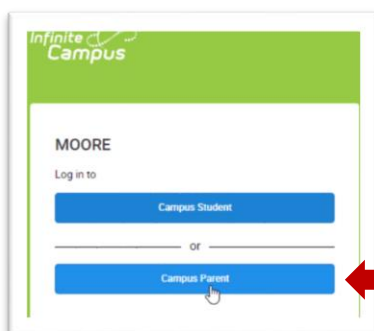 Infinite
Campus
MOORE
Log in to
Campus Student
or
Campus Parent